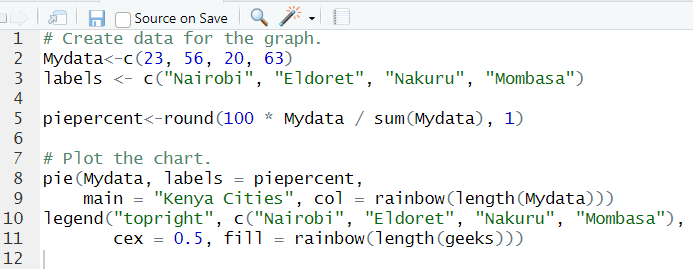 Source on Save
1 # Create data for the graph.
2 Mydata<-c(23, 56, 20, 63)
3 labels <- c("Nairobi", "Eldoret", "Nakuru", "Mombasa")
4
5 piepercent<-round(100 * Mydata / sum(Mydata), 1)
6
7 # Plot the chart.
8 pie(Mydata, labels = piepercent,
9     main = "Kenya Cities", col = rainbow(length(Mydata)))
10 legend("topright", c("Nairobi", "Eldoret", "Nakuru", "Mombasa"),
11        cex = 0.5, fill = rainbow(length(geeks)))
12